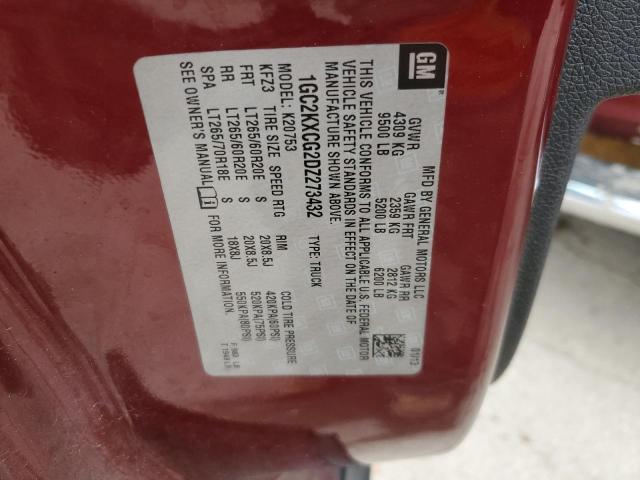 GM
MFD BY GENERAL MOTORS LLC
GVWR GAWR FRT GAWR RR
4309 KG 2359 KG 2812 KG
9500 LB 5200 LB 6200 LB
01/13
THIS VEHICLE CONFORMS TO ALL APPLICABLE U.S. FEDERAL MOTOR
VEHICLE SAFETY STANDARDS IN EFFECT ON THE DATE OF
MANUFACTURE SHOWN ABOVE.
1GC2KXCG2DZ273432 TYPE: TRUCK
MODEL: K20753
KFZ3 TIRE SIZE SPEED RTG RIM COLD TIRE PRESSURE
FRT LT265/60R20E S 20X8.5J 420KPA(60PSI)
RR LT265/60R20E S 20X8.5J 520KPA(75PSI)
SPA LT265/70R18E S 18X8J 550KPA(80PSI)
SEE OWNER'S MANUAL FOR MORE INFORMATION.